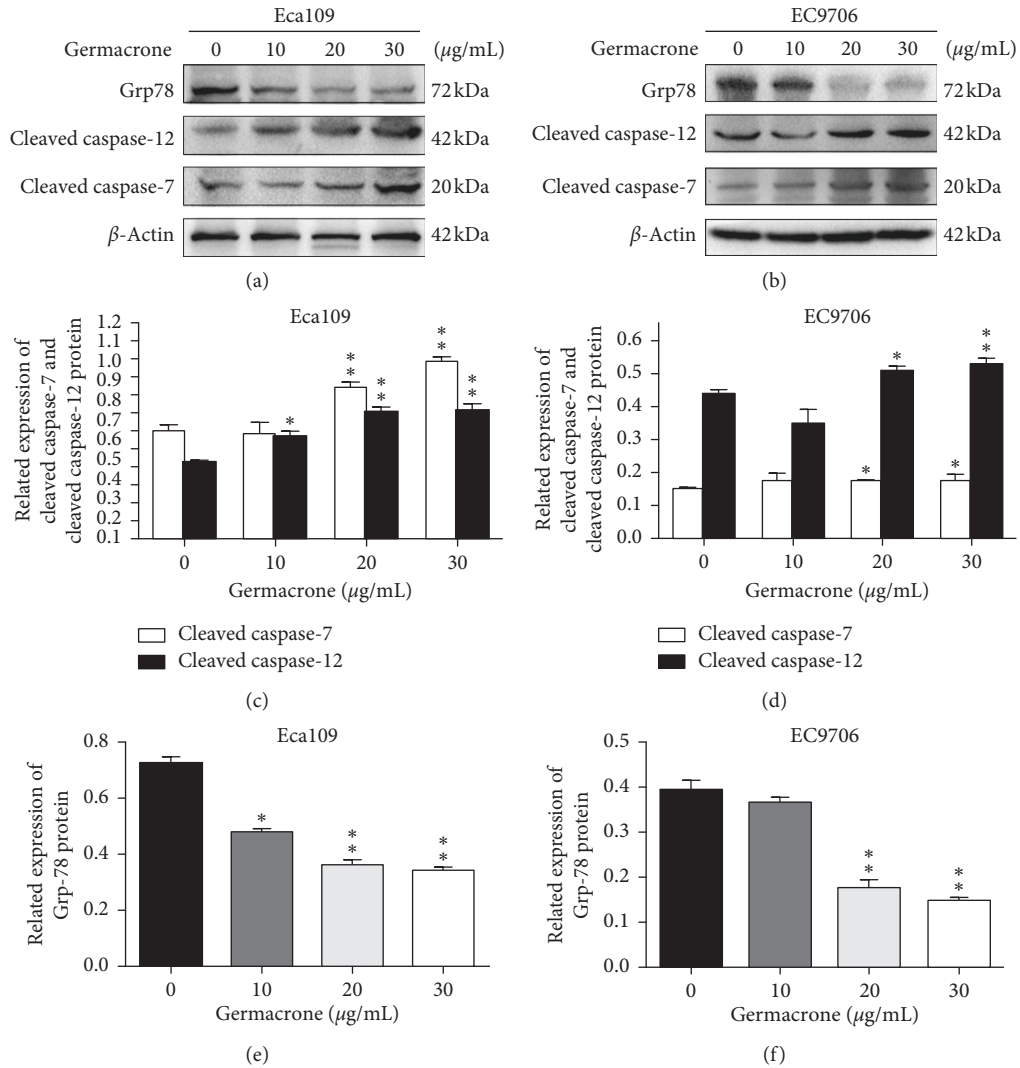 Eca109
Germacrone 0 10 20 30 (μg/mL)
Grp78 72 kDa
Cleaved caspase-12 42 kDa
Cleaved caspase-7 20 kDa
β-Actin 42 kDa
(a)
EC9706
Germacrone 0 10 20 30 (μg/mL)
Grp78 72 kDa
Cleaved caspase-12 42 kDa
Cleaved caspase-7 20 kDa
β-Actin 42 kDa
(b)
Eca109
Related expression of
cleaved caspase-7 and
cleaved caspase-12 protein
1.2
1.1
1.0
0.9
0.8
0.7
0.6
0.5
0.4
0.3
0.2
0.1
* ** ** ** **
0 10 20 30
Germacrone (μg/mL)
Cleaved caspase-7
Cleaved caspase-12
(c)
EC9706
Related expression of
cleaved caspase-7 and
cleaved caspase-12 protein
0.6
0.5
0.4
0.3
0.2
0.1
0.0
* * * **
0 10 20 30
Germacrone (μg/mL)
Cleaved caspase-7
Cleaved caspase-12
(d)
Eca109
Related expression of
Grp-78 protein
0.8
0.6
0.4
0.2
0.0
* ** **
0 10 20 30
Germacrone (μg/mL)
(e)
EC9706
Related expression of
Grp-78 protein
0.5
0.4
0.3
0.2
0.1
0.0
** **
0 10 20 30
Germacrone (μg/mL)
(f)